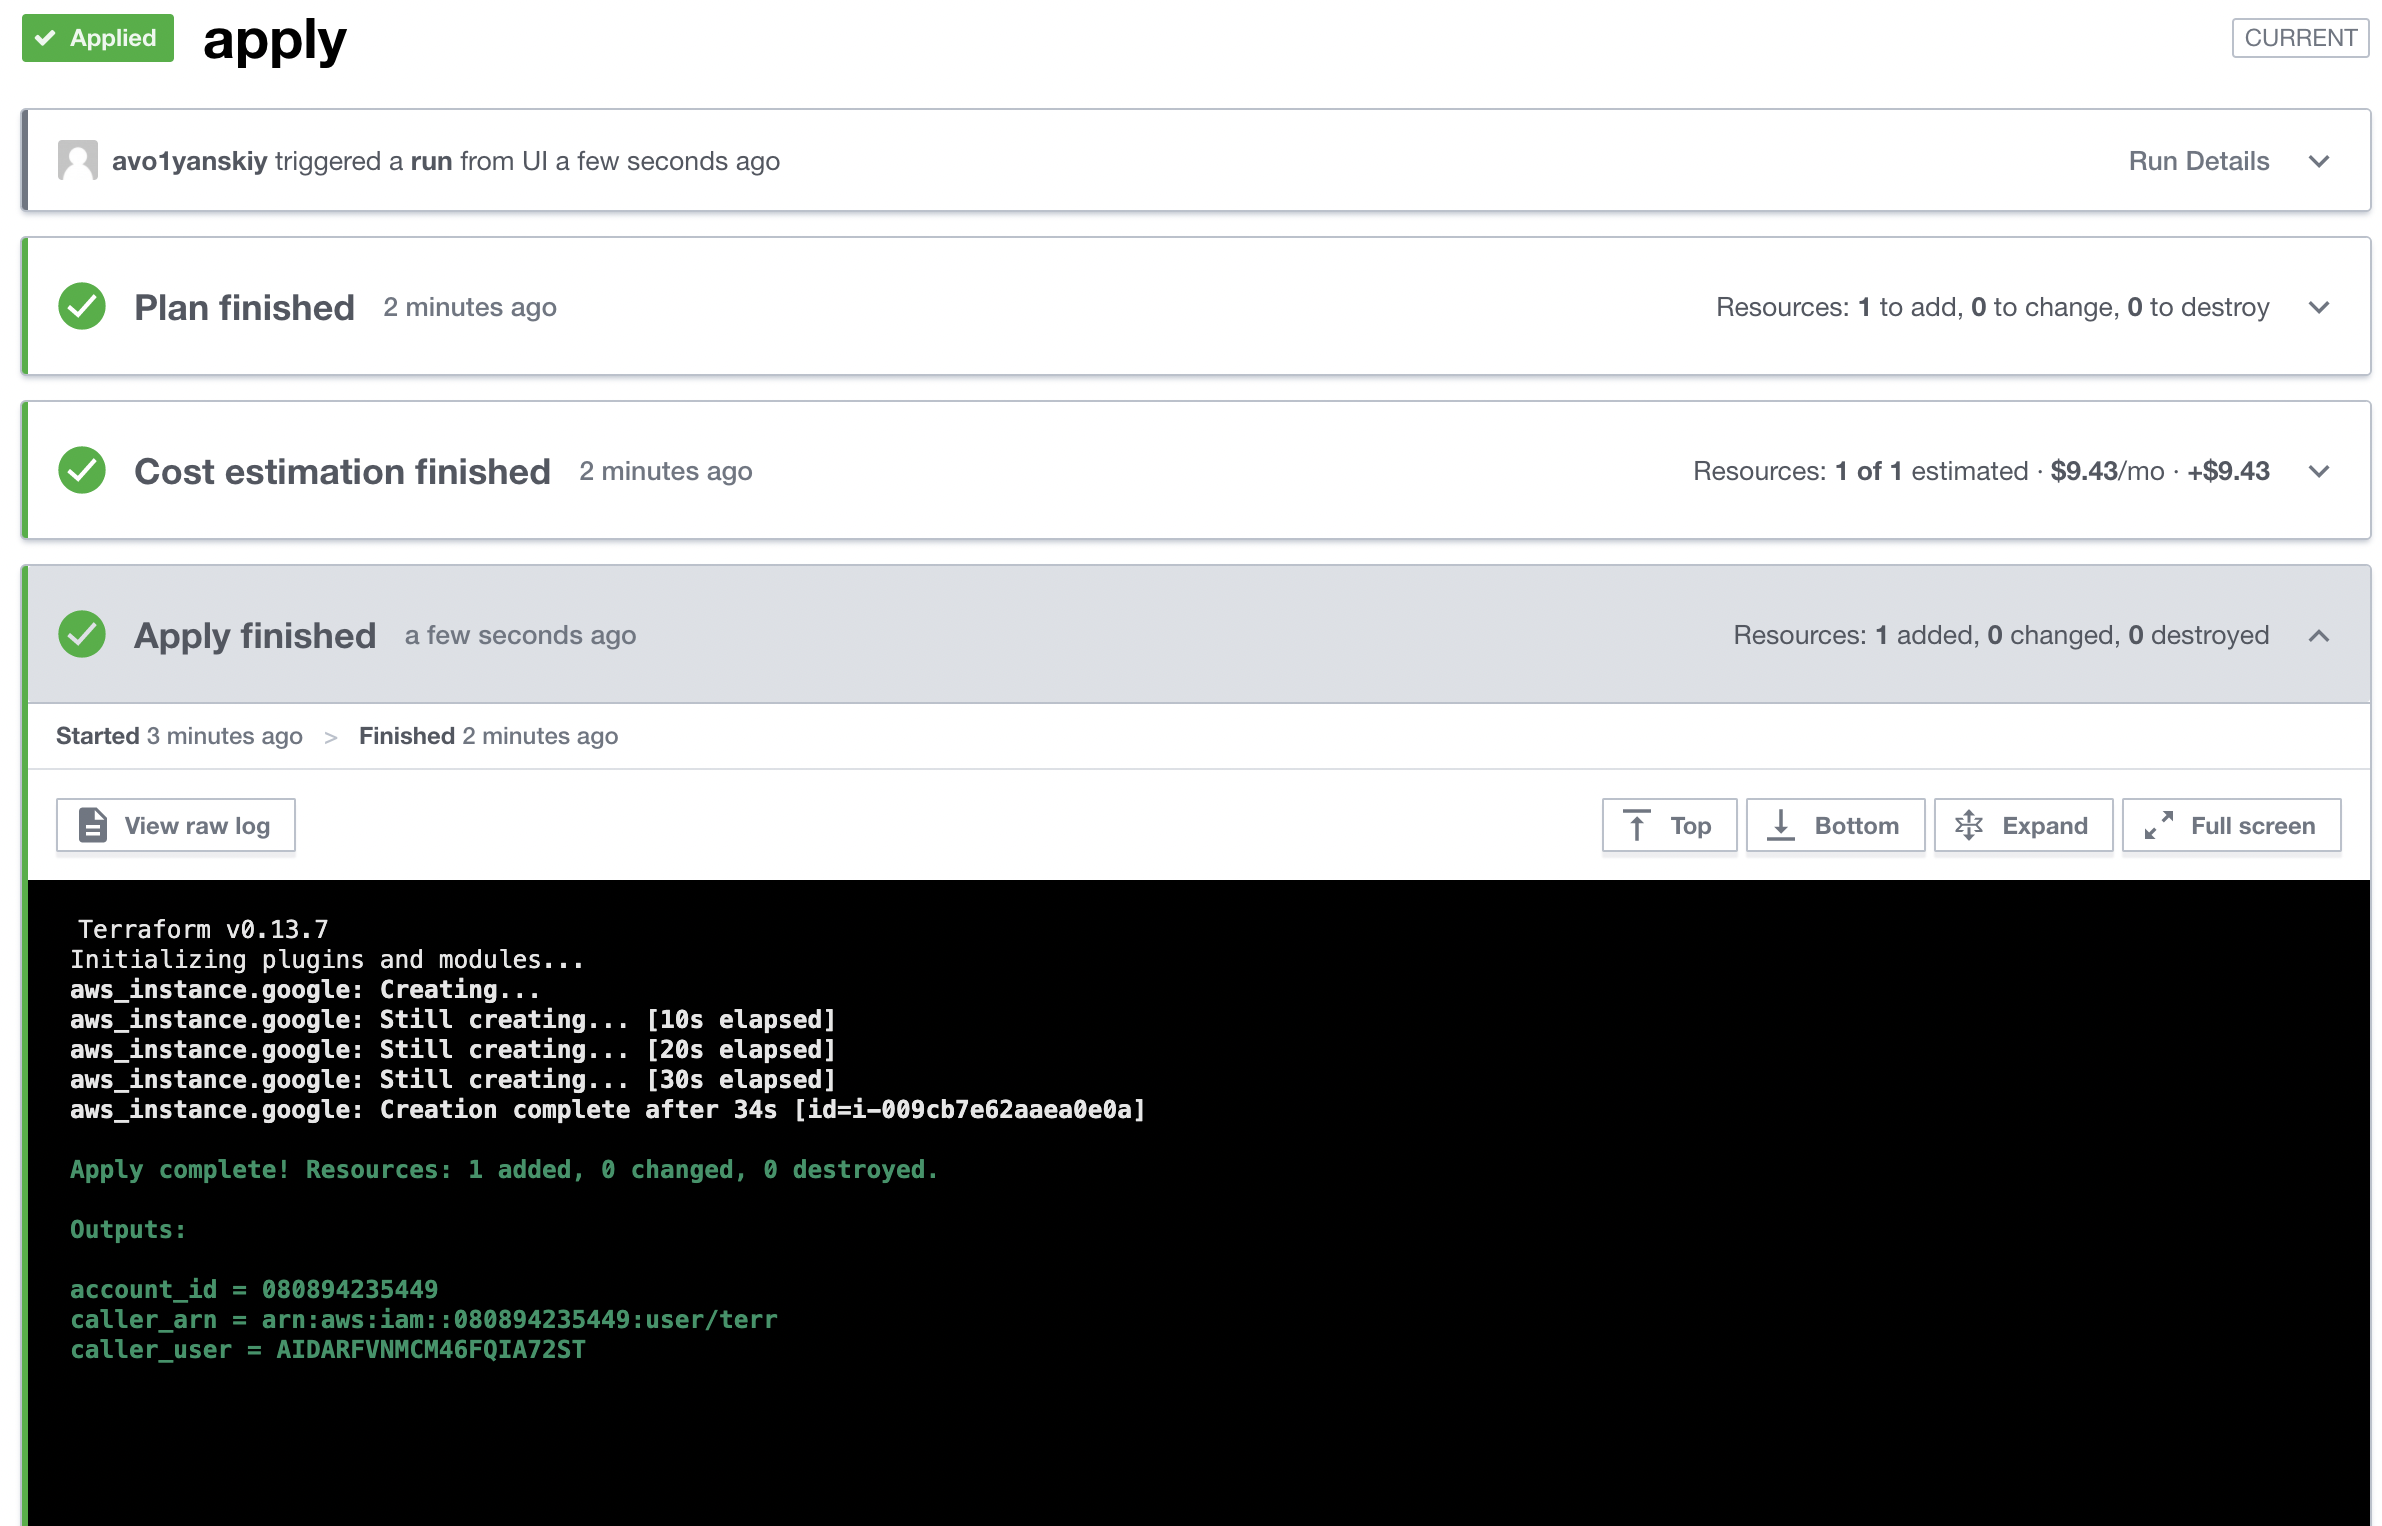 Applied apply CURRENT
avo1yanskiy triggered a run from UI a few seconds ago Run Details
Plan finished 2 minutes ago Resources: 1 to add, 0 to change, 0 to destroy
Cost estimation finished 2 minutes ago Resources: 1 of 1 estimated · $9.43/mo · +$9.43
Apply finished a few seconds ago Resources: 1 added, 0 changed, 0 destroyed
Started 3 minutes ago > Finished 2 minutes ago
View raw log Top Bottom Expand Full screen
Terraform v0.13.7
Initializing plugins and modules...
aws_instance.google: Creating...
aws_instance.google: Still creating... [10s elapsed]
aws_instance.google: Still creating... [20s elapsed]
aws_instance.google: Still creating... [30s elapsed]
aws_instance.google: Creation complete after 34s [id=i-009cb7e62aaea0e0a]
Apply complete! Resources: 1 added, 0 changed, 0 destroyed.
Outputs:
account_id = 080894235449
caller_arn = arn:aws:iam::080894235449:user/terr
caller_user = AIDARFVNMCM46FQIA72ST